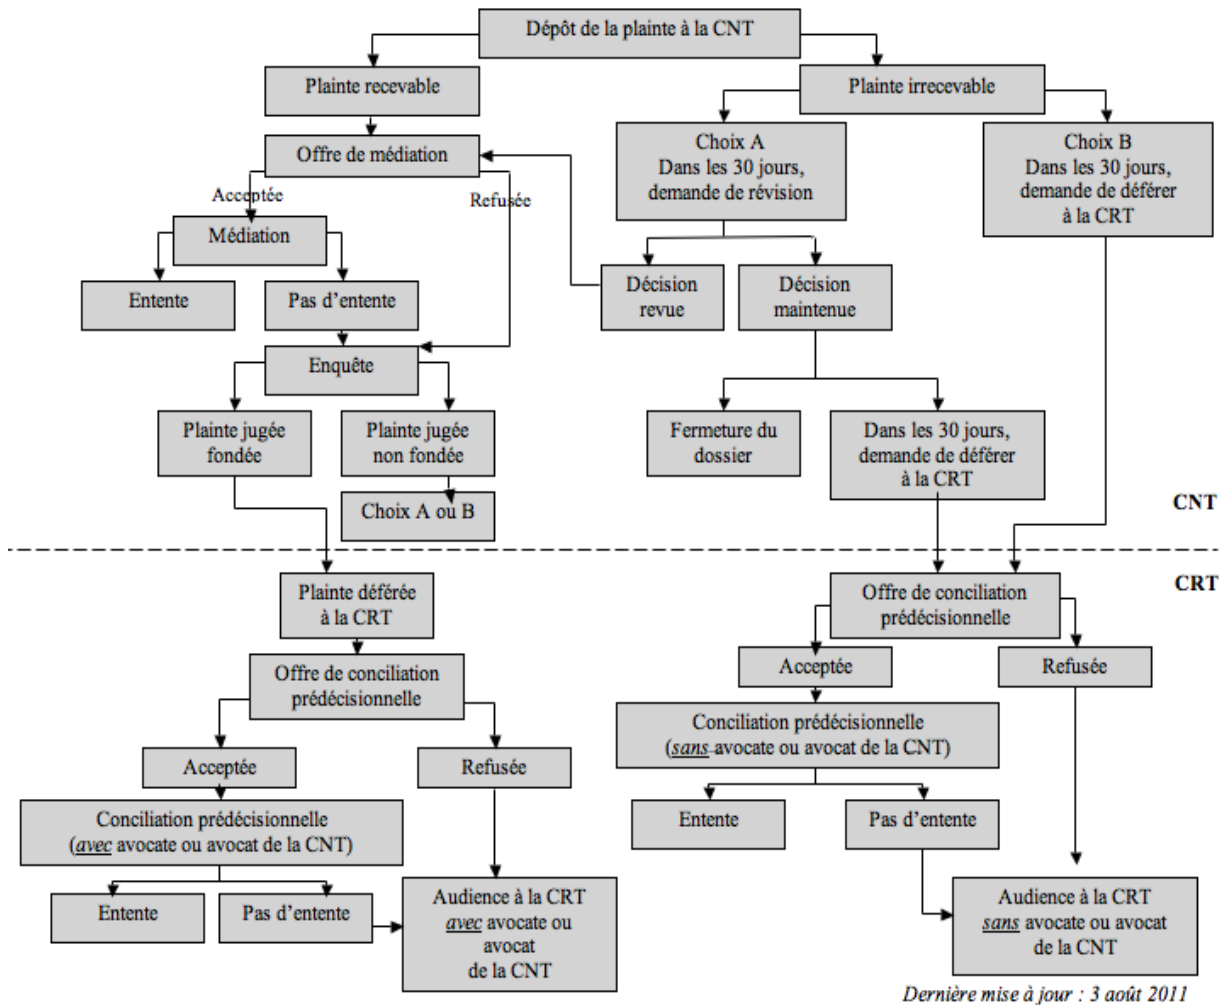 Dépôt de la plainte à la CNT
Plainte recevable
Plainte irrecevable
Offre de médiation
Choix A
Dans les 30 jours,
demande de révision
Choix B
Dans les 30 jours,
demande de déférer
à la CRT
Acceptée
Refusée
Médiation
Entente
Pas d'entente
Décision
revue
Décision
maintenue
Enquête
Plainte jugée
fondée
Plainte jugée
non fondée
Fermeture du
dossier
Dans les 30 jours,
demande de déférer
à la CRT
Choix A ou B
CNT
CRT
Plainte déférée
à la CRT
Offre de conciliation
prédécisionnelle
Offre de conciliation
prédécisionnelle
Acceptée
Refusée
Acceptée
Refusée
Conciliation prédécisionnelle
(sans avocate ou avocat de la CNT)
Conciliation prédécisionnelle
(avec avocate ou avocat de la CNT)
Entente
Pas d'entente
Entente
Pas d'entente
Audience à la CRT
avec avocate ou
avocat
de la CNT
Audience à la CRT
sans avocate ou avocat
de la CNT
Dernière mise à jour : 3 août 2011